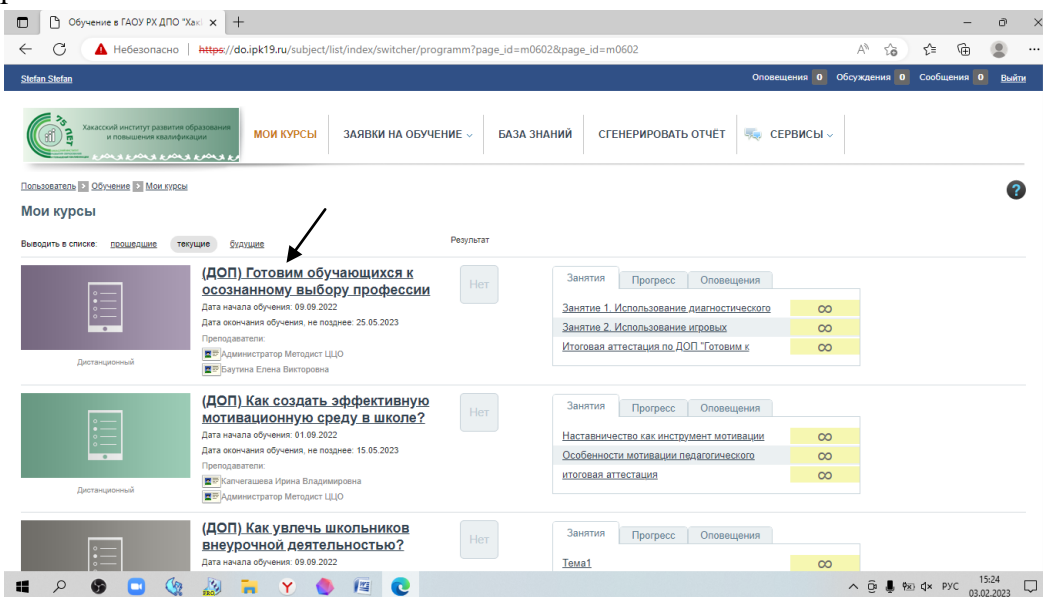 Обучение в ГАОУ РХ ДПО "Хак
Небезопасно | https://do.ipk19.ru/subject/list/index/switcher/programm?page_id=m0602&page_id=m0602
Stefan Stefan
Оповещения 0 Обсуждения 0 Сообщения 0 Выйти
75 ЛЕТ
Хакасский институт развития образования
и повышения квалификации
МОИ КУРСЫ
ЗАЯВКИ НА ОБУЧЕНИЕ
БАЗА ЗНАНИЙ
СГЕНЕРИРОВАТЬ ОТЧЁТ
СЕРВИСЫ
Пользователь Обучение Мои курсы
?
Мои курсы
Выводить в списке: прошедшие текущие будущие
Результат
(ДОП) Готовим обучающихся к
осознанному выбору профессии
Дата начала обучения: 09.09.2022
Дата окончания обучения, не позднее: 25.05.2023
Преподаватели:
Администратор Методист ЦЦО
Баутина Елена Викторовна
Дистанционный
Нет
Занятия Прогресс Оповещения
Занятие 1. Использование диагностического ∞
Занятие 2. Использование игровых ∞
Итоговая аттестация по ДОП "Готовим к ∞
(ДОП) Как создать эффективную
мотивационную среду в школе?
Дата начала обучения: 01.09.2022
Дата окончания обучения, не позднее: 15.05.2023
Преподаватели:
Капчегашева Ирина Владимировна
Администратор Методист ЦЦО
Дистанционный
Нет
Занятия Прогресс Оповещения
Наставничество как инструмент мотивации ∞
Особенности мотивации педагогического ∞
итоговая аттестация ∞
(ДОП) Как увлечь школьников
внеурочной деятельностью?
Дата начала обучения: 09.09.2022
Нет
Занятия Прогресс Оповещения
Тема1 ∞
РУС
15:24
03.02.2023